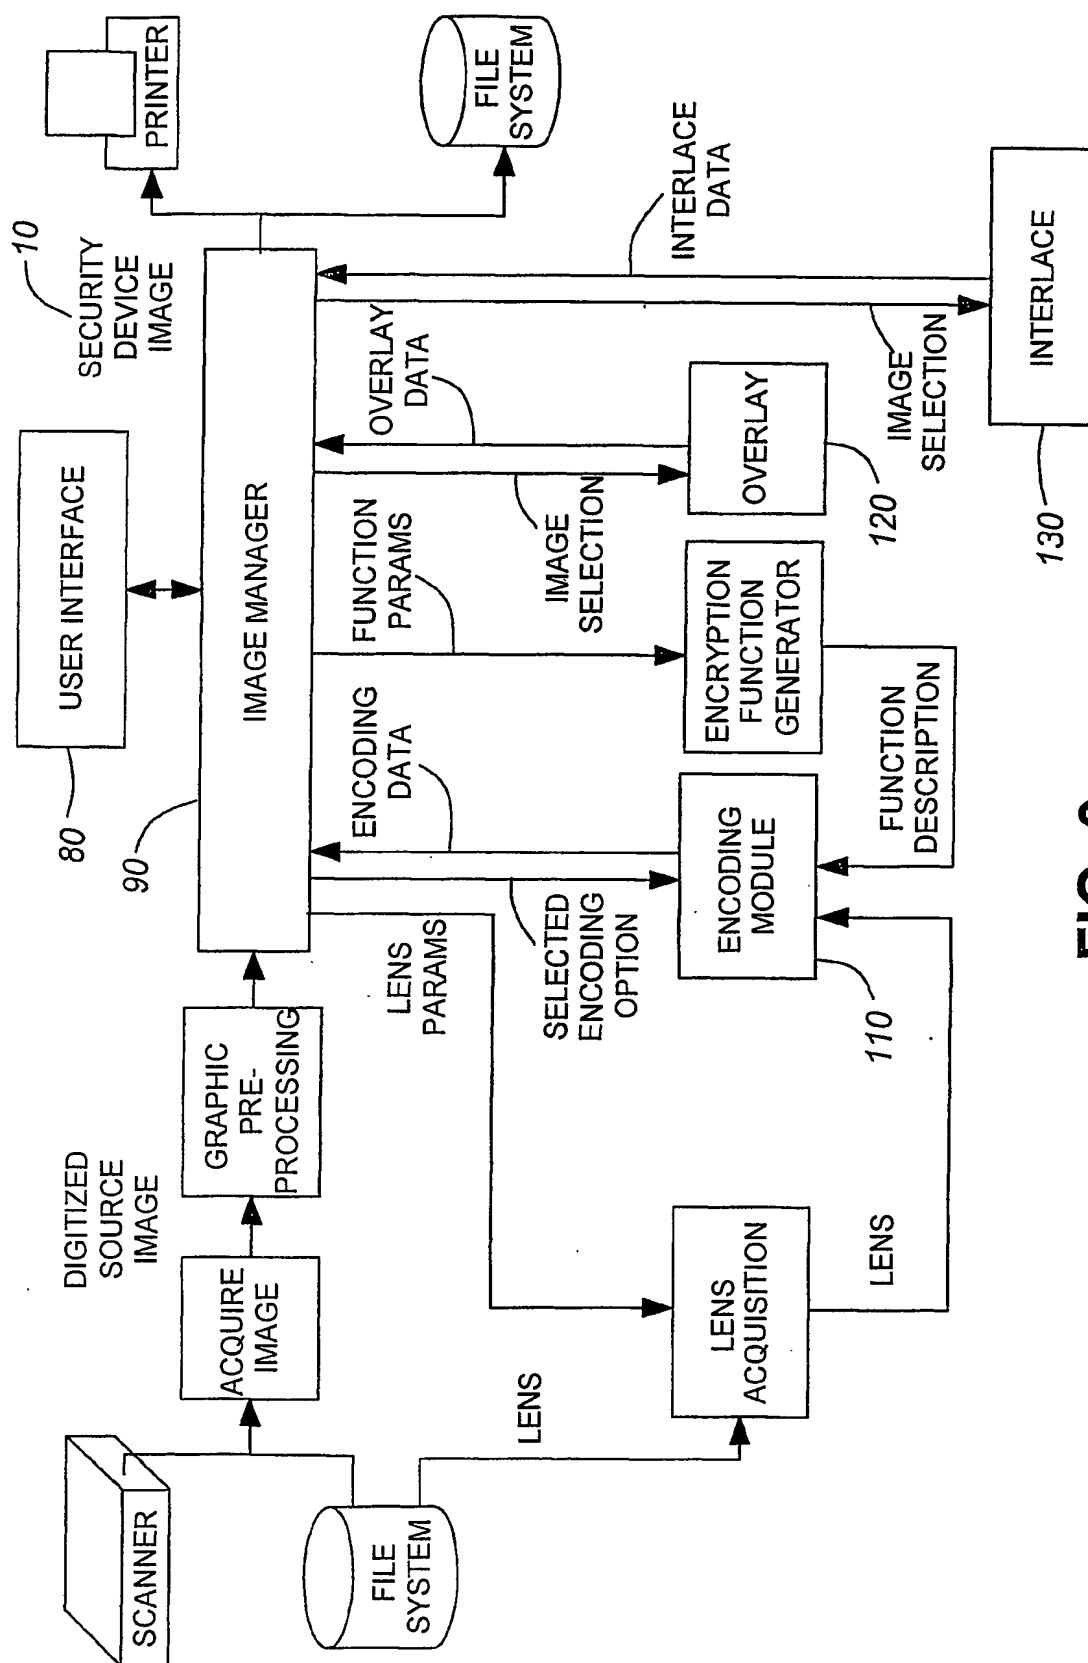 SCANNER
FILE
SYSTEM
DIGITIZED
SOURCE
IMAGE
ACQUIRE
IMAGE
GRAPHIC
PRE-
PROCESSING
USER INTERFACE
80
90
IMAGE MANAGER
10
SECURITY
DEVICE
IMAGE
PRINTER
FILE
SYSTEM
LENS
LENS
PARAMS
ENCODING
DATA
SELECTED
ENCODING
OPTION
FUNCTION
PARAMS
OVERLAY
DATA
IMAGE
SELECTION
INTERLACE
DATA
IMAGE
SELECTION
LENS
ACQUISITION
LENS
ENCODING
MODULE
110
ENCRYPTION
FUNCTION
GENERATOR
FUNCTION
DESCRIPTION
OVERLAY
120
INTERLACE
130
FIG.